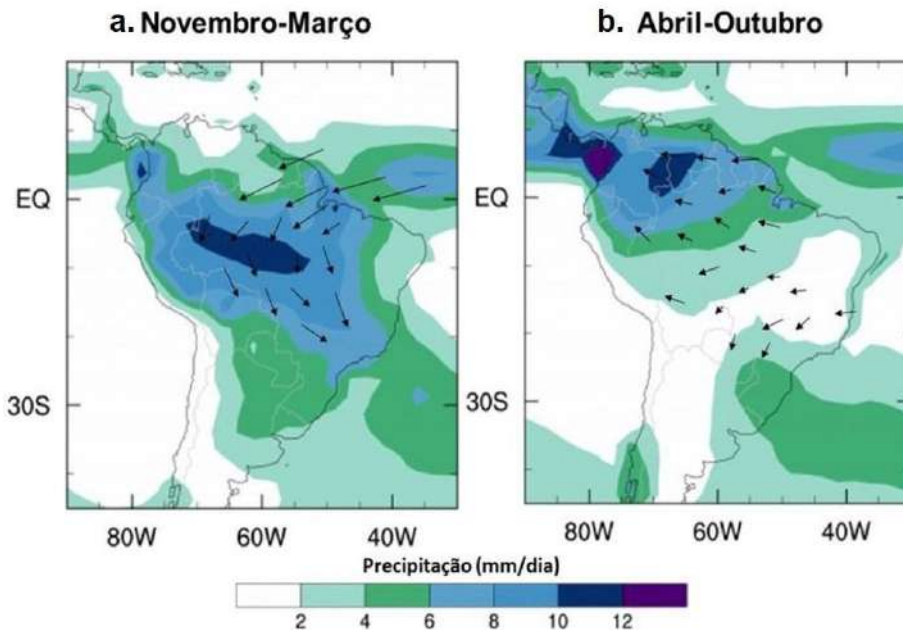 a. Novembro-Março
b. Abril-Outubro
EQ
30S
80W
60W
40W
EQ
30S
80W
60W
40W
Precipitação (mm/dia)
2 4 6 8 10 12